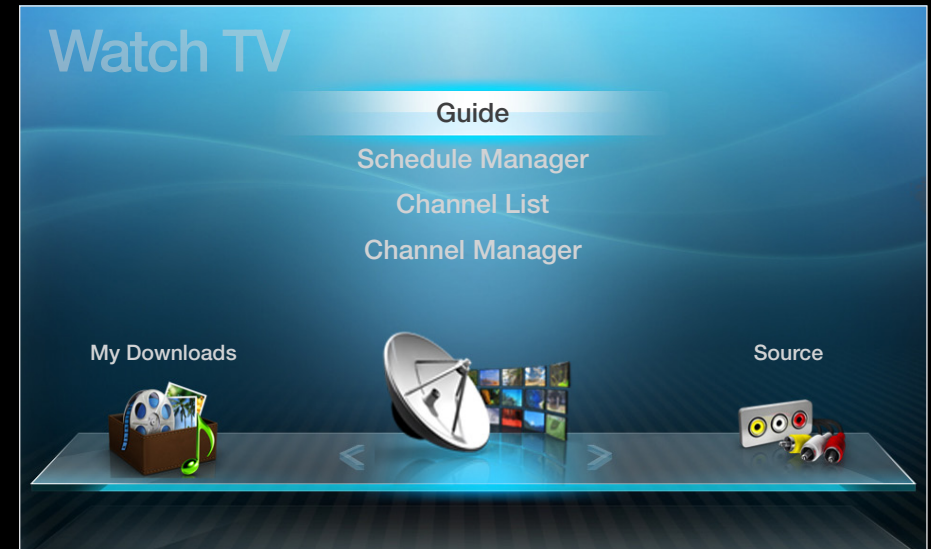 Watch TV
Guide
Schedule Manager
Channel List
Channel Manager
My Downloads
Source